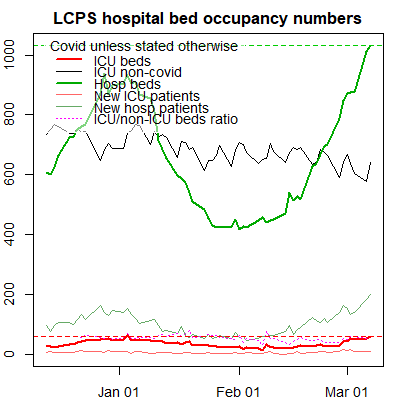 LCPS hospital bed occupancy numbers
Covid unless stated otherwise
ICU beds
ICU non-covid
Hosp beds
New ICU patients
New hosp patients
ICU/non-ICU beds ratio
1000
800
600
400
200
0
Jan 01
Feb 01
Mar 01